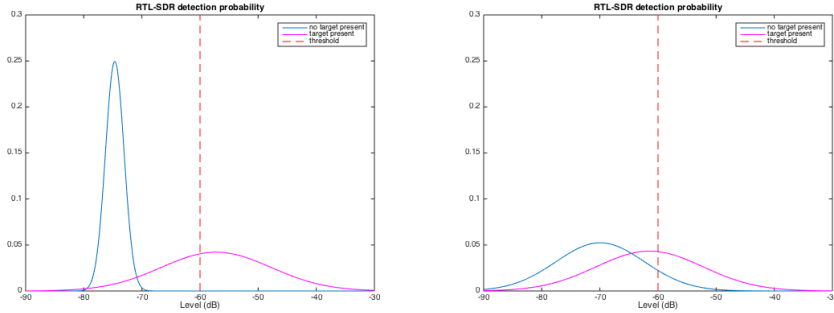 RTL-SDR detection probability
0.3
0.25
0.2
0.15
0.1
0.05
0
no target present
target present
threshold
-90 -80 -70 -60 -50 -40 -30
Level (dB)
RTL-SDR detection probability
0.3
0.25
0.2
0.15
0.1
0.05
0
no target present
target present
threshold
-90 -80 -70 -60 -50 -40 -3
Level (dB)